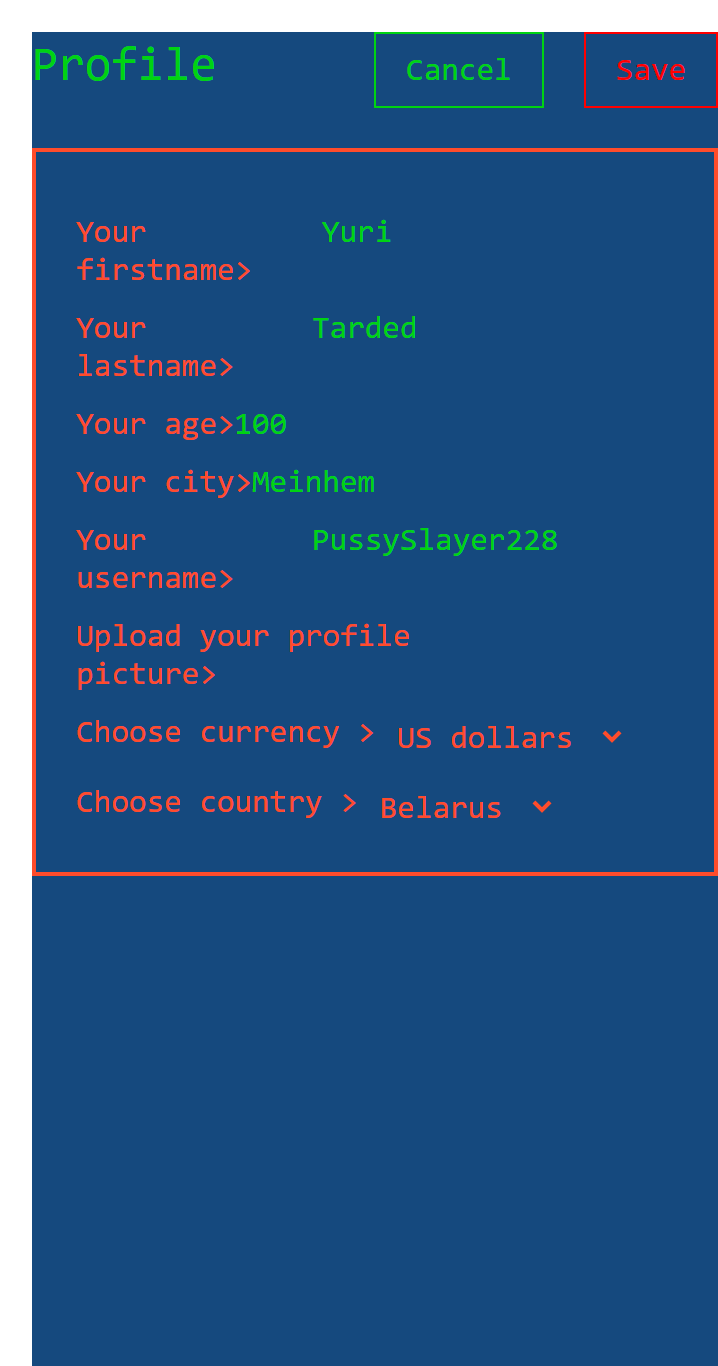 Profile Cancel Save
Your Yuri
firstname>
Your Tarded
lastname>
Your age>100
Your city>Meinhem
Your PussySlayer228
username>
Upload your profile
picture>
Choose currency > US dollars
Choose country > Belarus